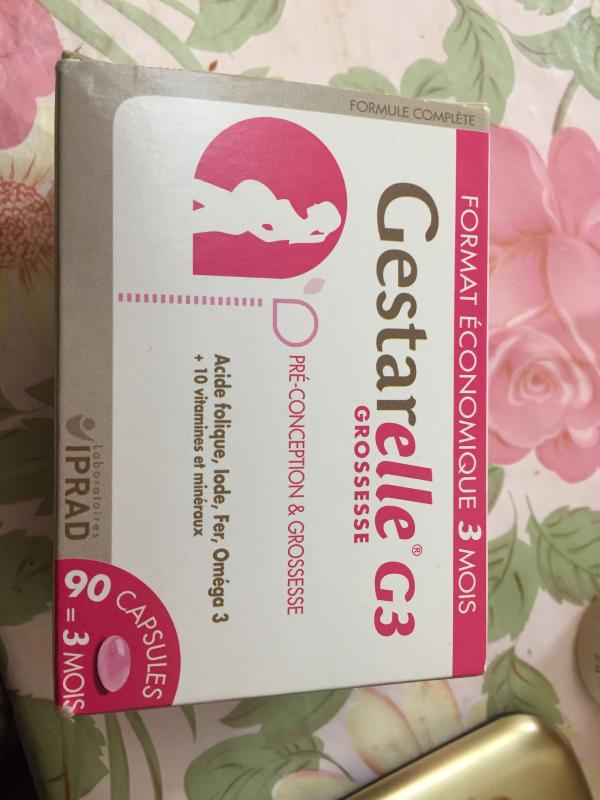 FORMULE COMPLÈTE
FORMAT ÉCONOMIQUE 3 MOIS
Gestarelle® G3
GROSSESSE
PRÉ-CONCEPTION & GROSSESSE
Acide folique, Iode, Fer, Oméga 3
+ 10 vitamines et minéraux
Laboratoires
IPRAD
90 CAPSULES
= 3 MOIS